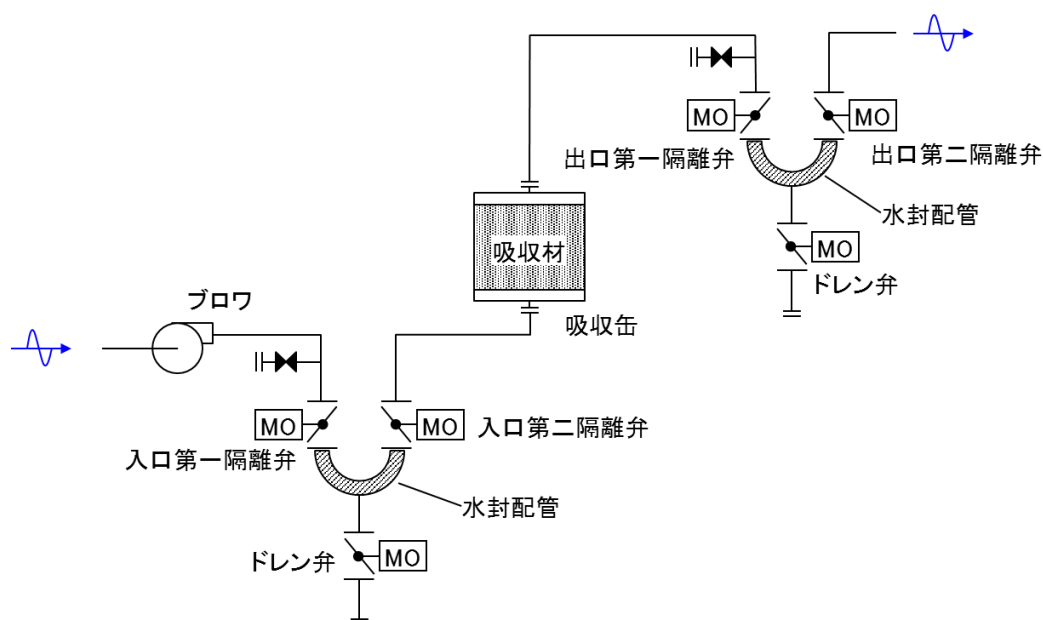 MO
MO
出口第一隔離弁
出口第二隔離弁
水封配管
MO
ドレン弁
吸収材
吸収缶
ブロワ
MO
MO
入口第二隔離弁
入口第一隔離弁
水封配管
ドレン弁
MO